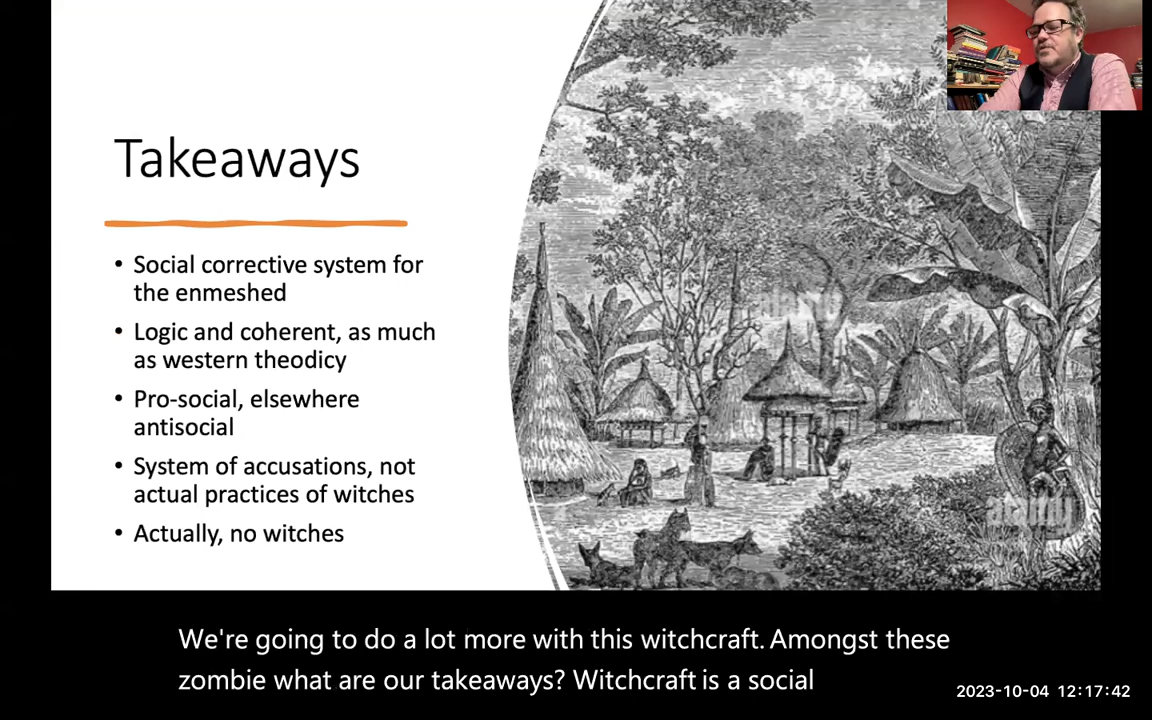 Takeaways
• Social corrective system for
the enmeshed
• Logic and coherent, as much
as western theodicy
• Pro-social, elsewhere
antisocial
• System of accusations, not
actual practices of witches
• Actually, no witches
alamy
alamy
We're going to do a lot more with this witchcraft. Amongst these
zombie what are our takeaways? Witchcraft is a social
2023-10-04 12:17:42